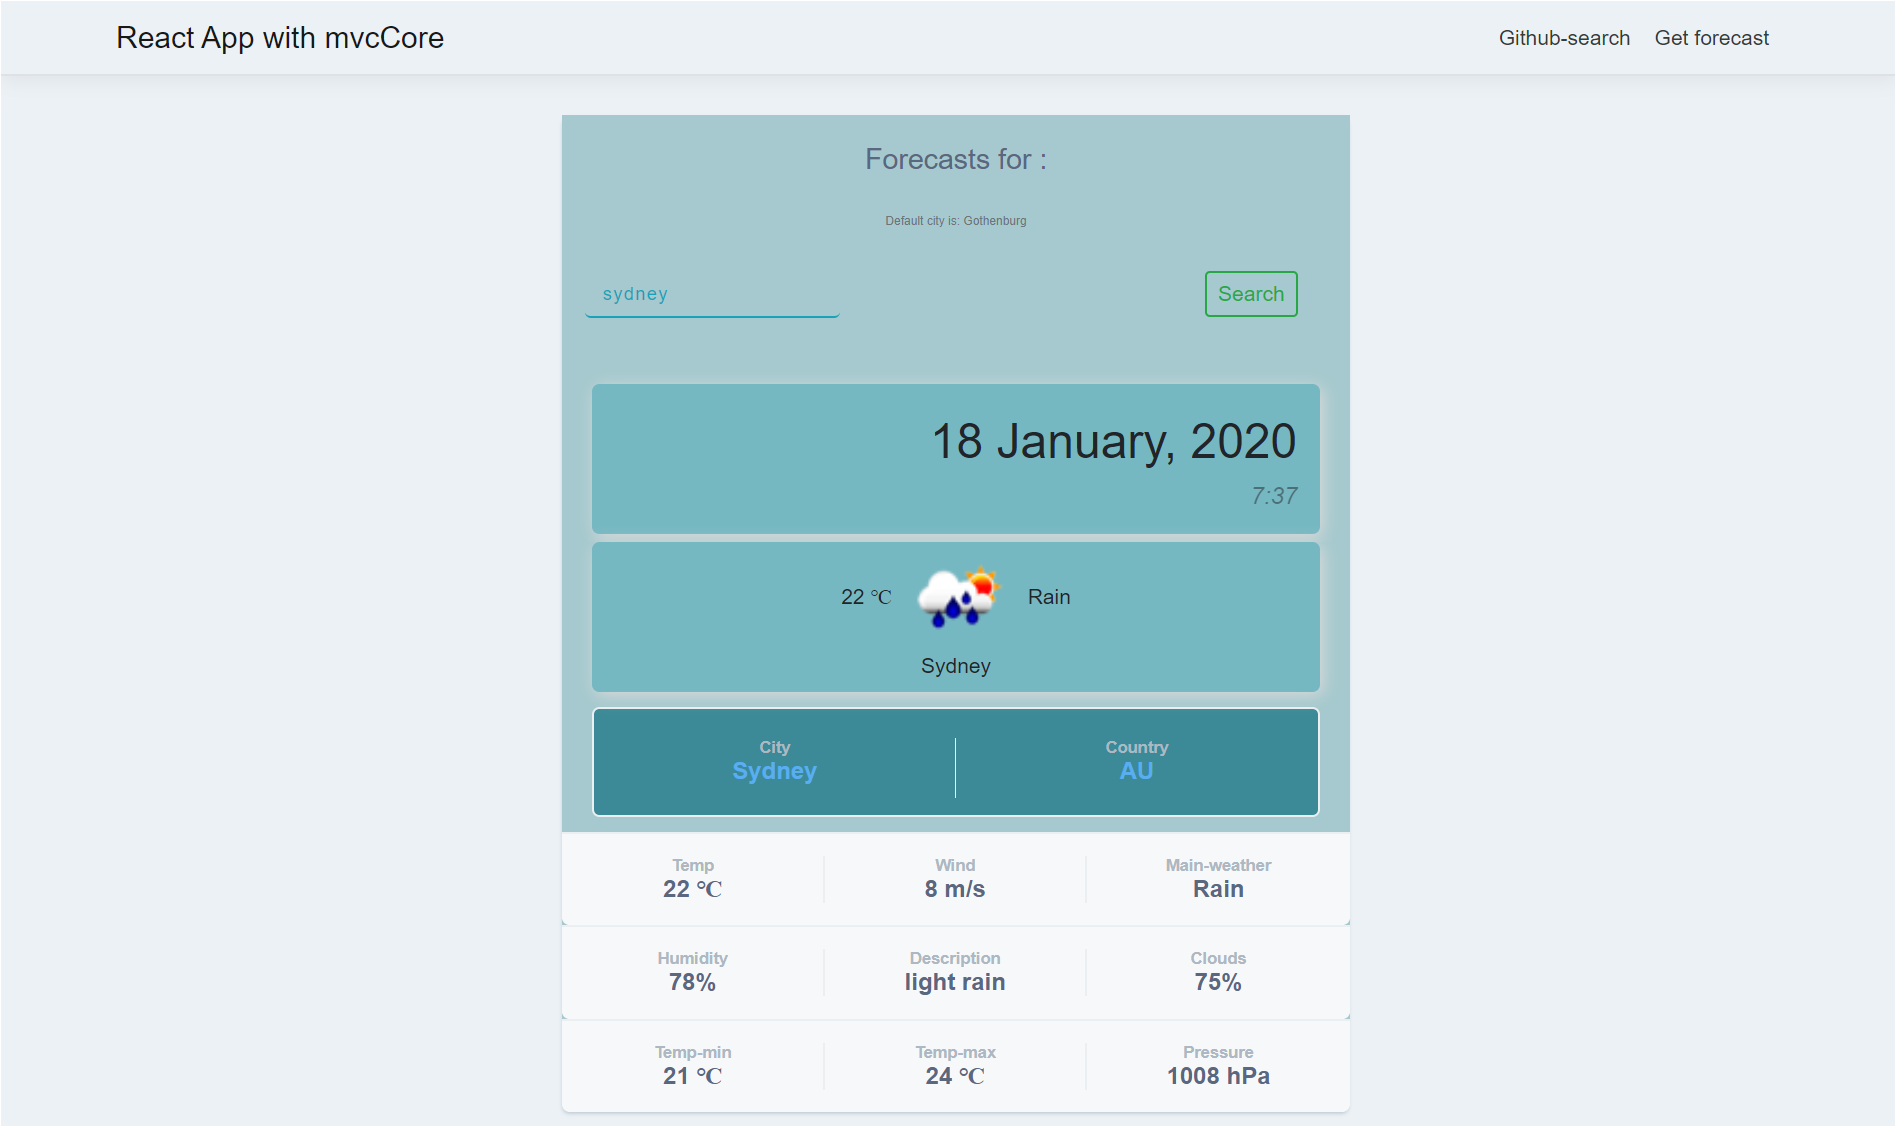 React App with mvcCore
Github-search Get forecast
Forecasts for :
Default city is: Gothenburg
sydney
Search
18 January, 2020
7:37
22 ℃ Rain
Sydney
City Country
Sydney AU
Temp Wind Main-weather
22 ℃ 8 m/s Rain
Humidity Description Clouds
78% light rain 75%
Temp-min Temp-max Pressure
21 ℃ 24 ℃ 1008 hPa